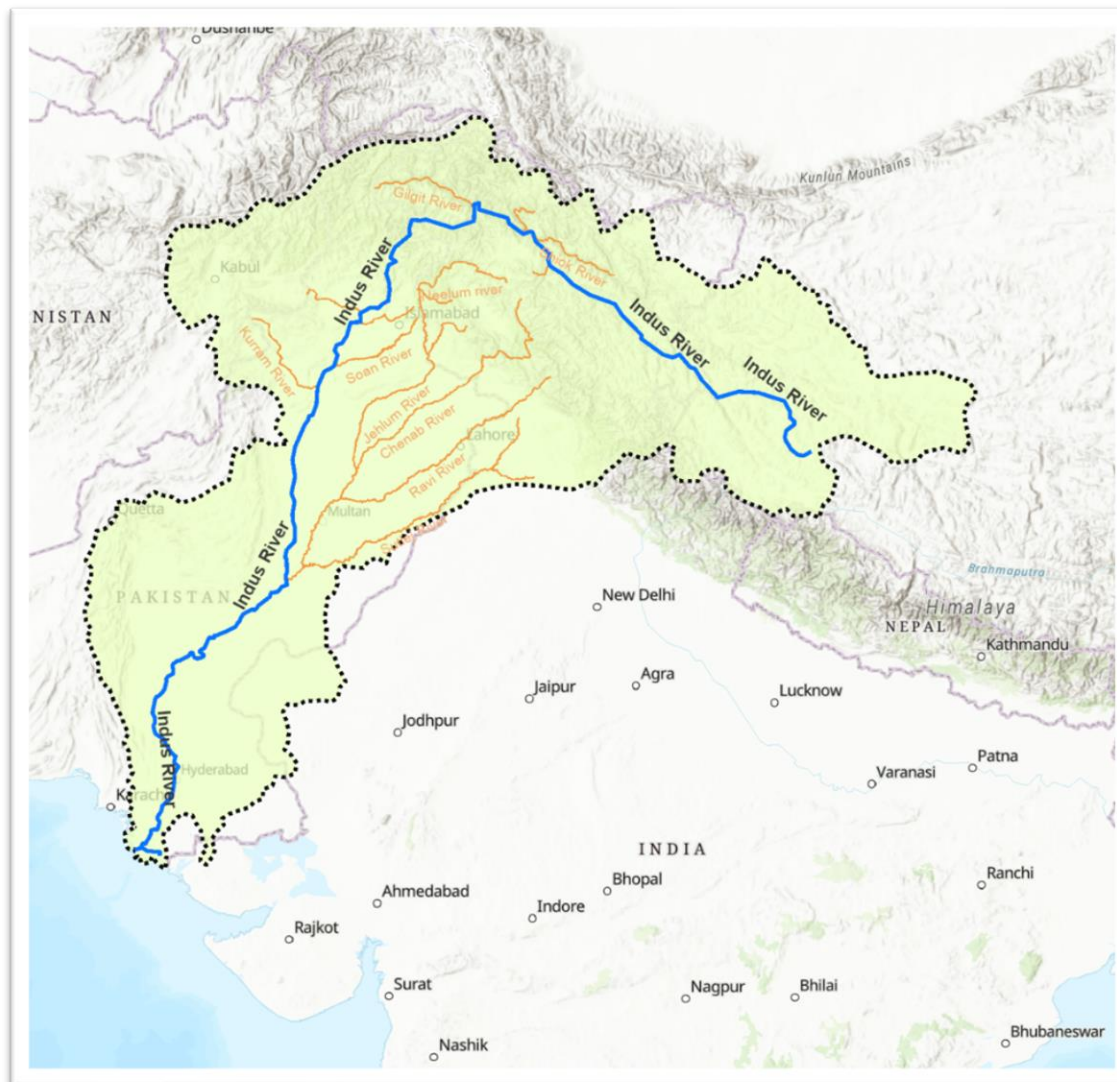 Dushanbe
Kunlun Mountains
Gilgit River
Kabul
Indus River
Shiok River
NISTAN
Neelum river
Islamabad
Indus River
Kurram River
Soan River
Indus River
Jehlum River
Chenab River
Lahore
Ravi River
Quetta
Multan
Indus River
Brahmaputra
PAKISTAN
New Delhi
Himalaya
NEPAL
Kathmandu
Jaipur
Agra
Lucknow
Jodhpur
Indus River
Hyderabad
Patna
Varanasi
Karachi
INDIA
Bhopal
Ranchi
Ahmedabad
Indore
Rajkot
Surat
Nagpur
Bhilai
Nashik
Bhubaneswar